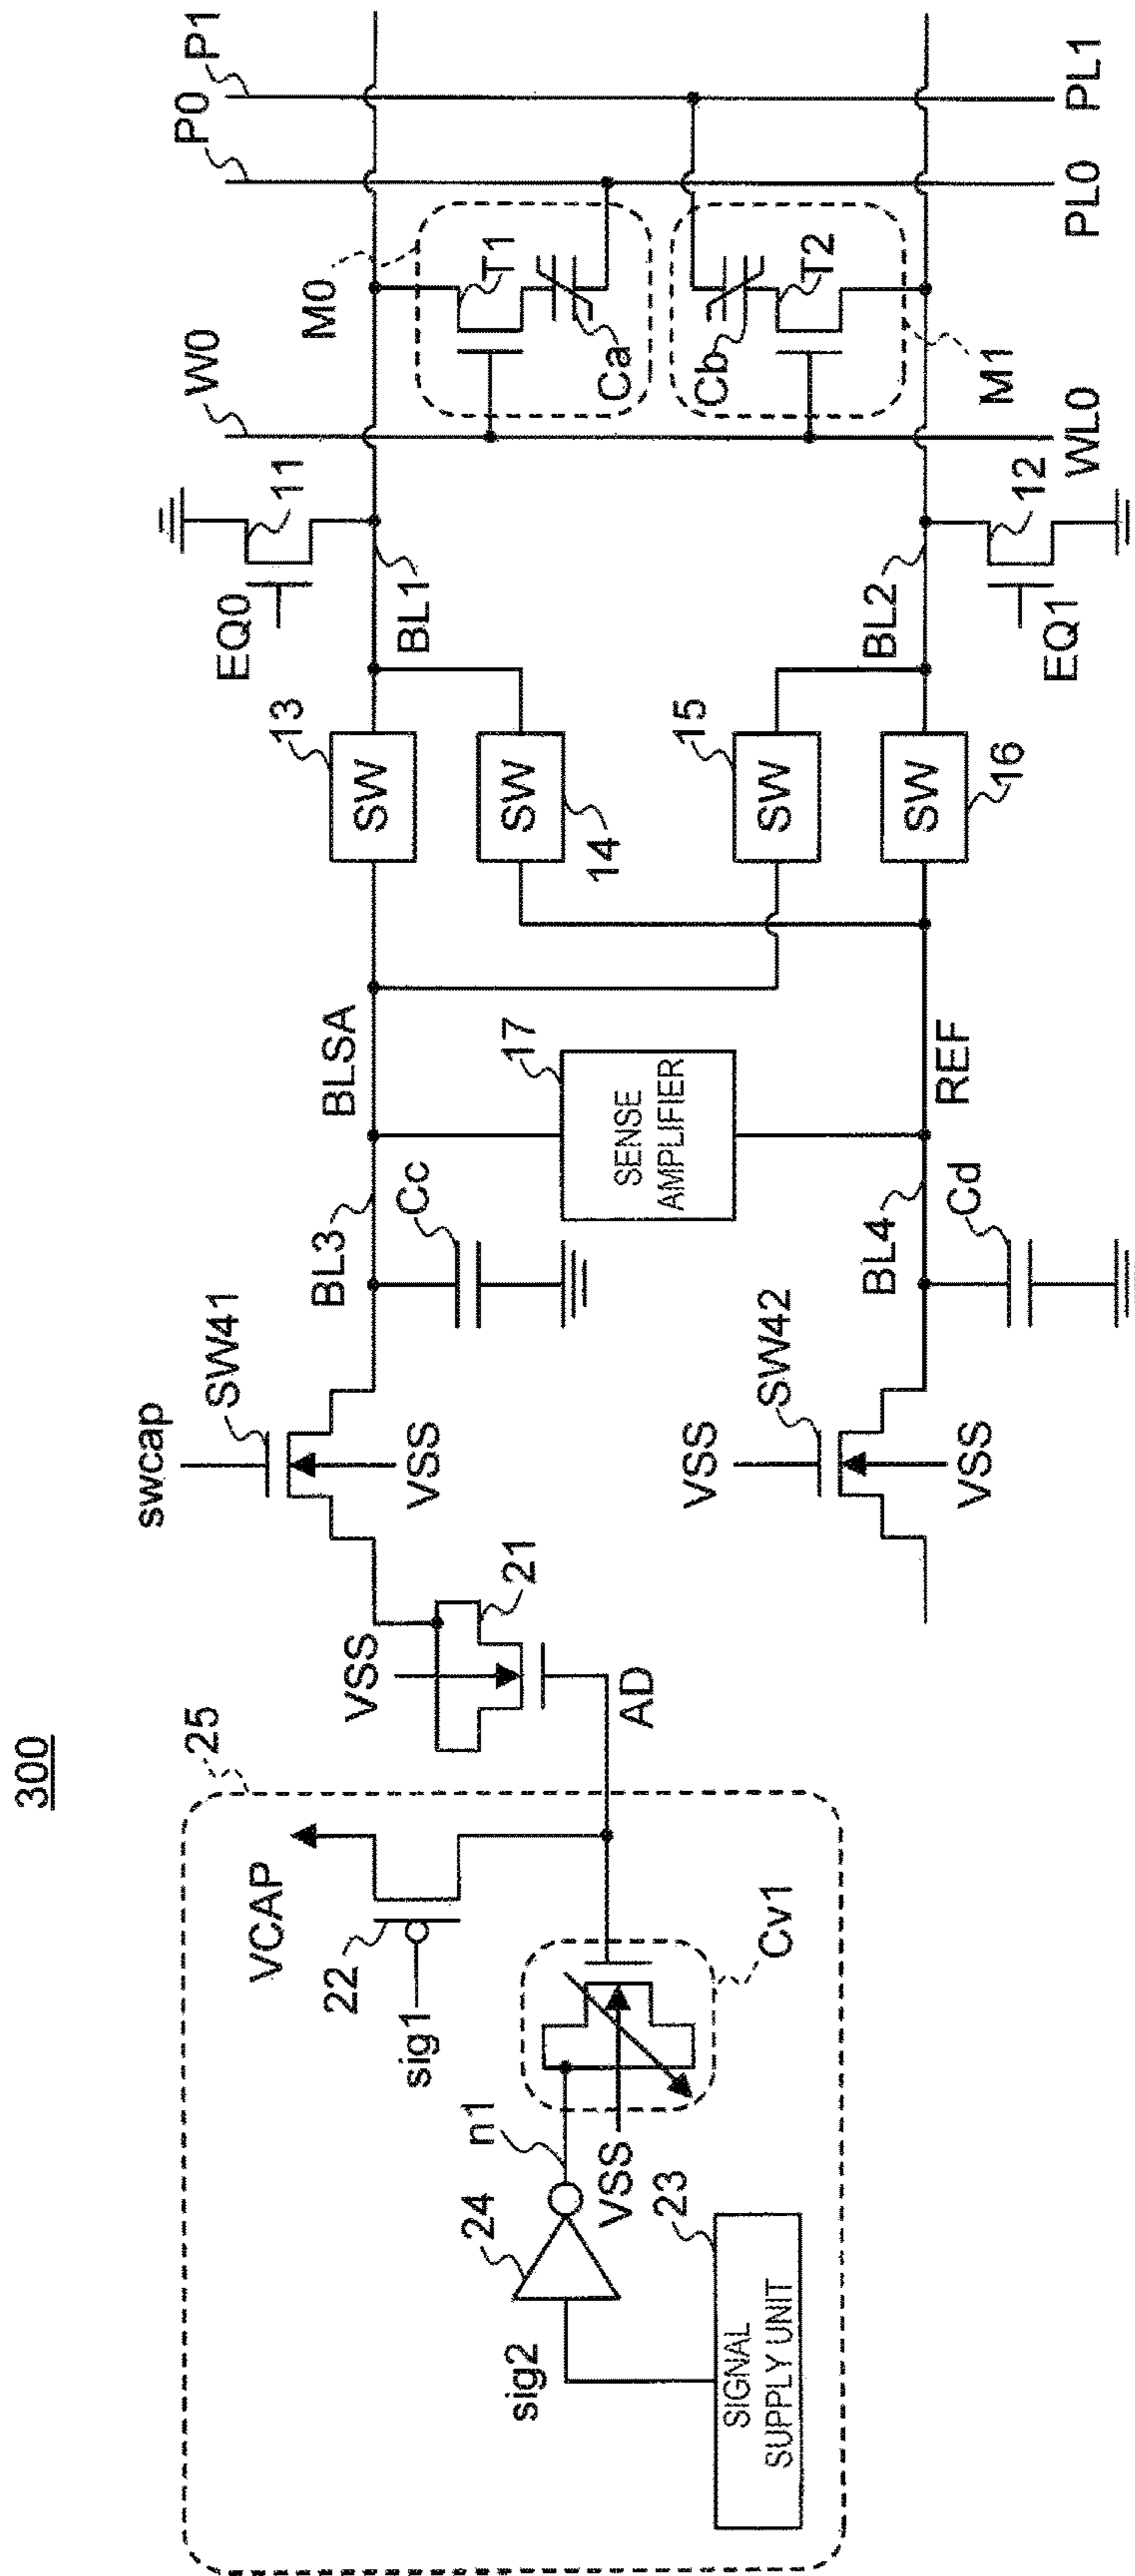 300
25
VCAP
22
sig1
Cv1
n1
24
VSS
23
sig2
SIGNAL
SUPPLY UNIT
VSS
21
AD
swcap
SW41
VSS
VSS
SW42
VSS
BL3
Cc
BL4
Cd
BLSA
17
SENSE
AMPLIFIER
REF
13
SW
SW
14
15
SW
SW
16
EQ0
11
BL1
BL2
12
EQ1
W0
WL0
M0
T1
Ca
Cb
T2
M1
P0
P1
PL0
PL1